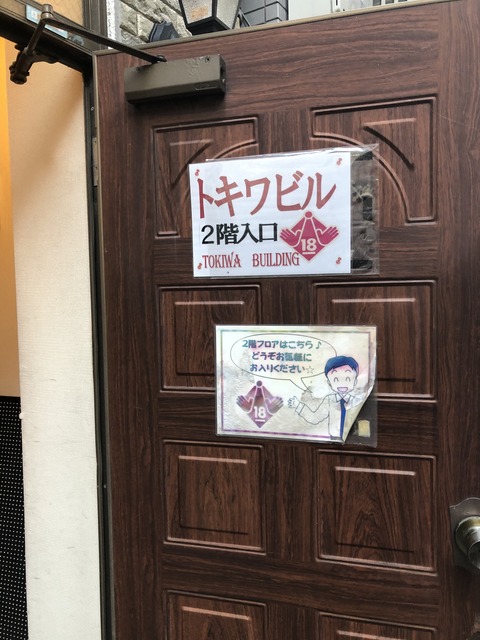 トキワビル
2階入口
18
TOKIWA BUILDING
2階フロアはこちら♪
どうぞお気軽に
お入りください☆
18